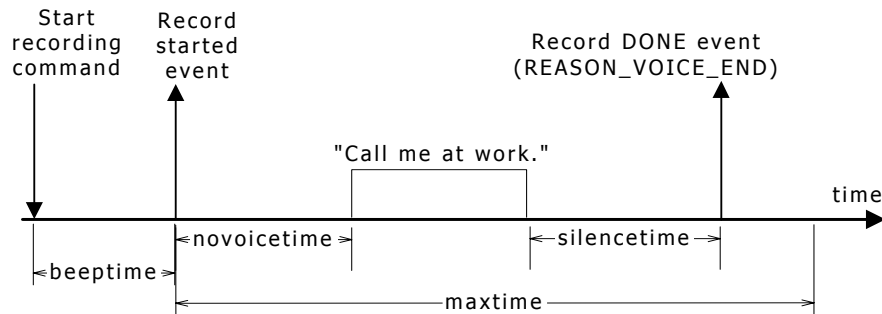 Start
recording
command
Record
started
event
Record DONE event
(REASON_VOICE_END)
"Call me at work."
time
novoicetime
silencetime
beeptime
maxtime